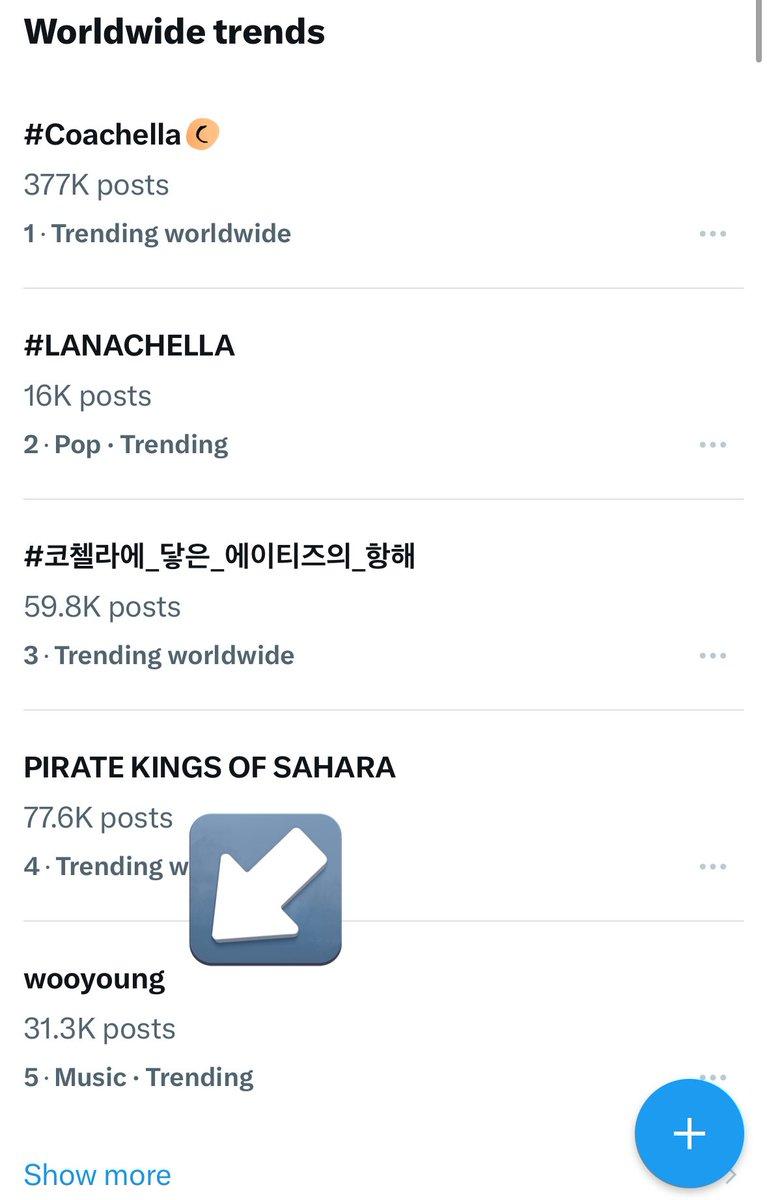 Worldwide trends
#Coachella
377K posts
1 · Trending worldwide
#LANACHELLA
16K posts
2 · Pop · Trending
#코첼라에_닿은_에이티즈의_항해
59.8K posts
3 · Trending worldwide
PIRATE KINGS OF SAHARA
77.6K posts
4 · Trending w
wooyoung
31.3K posts
5 · Music · Trending
Show more